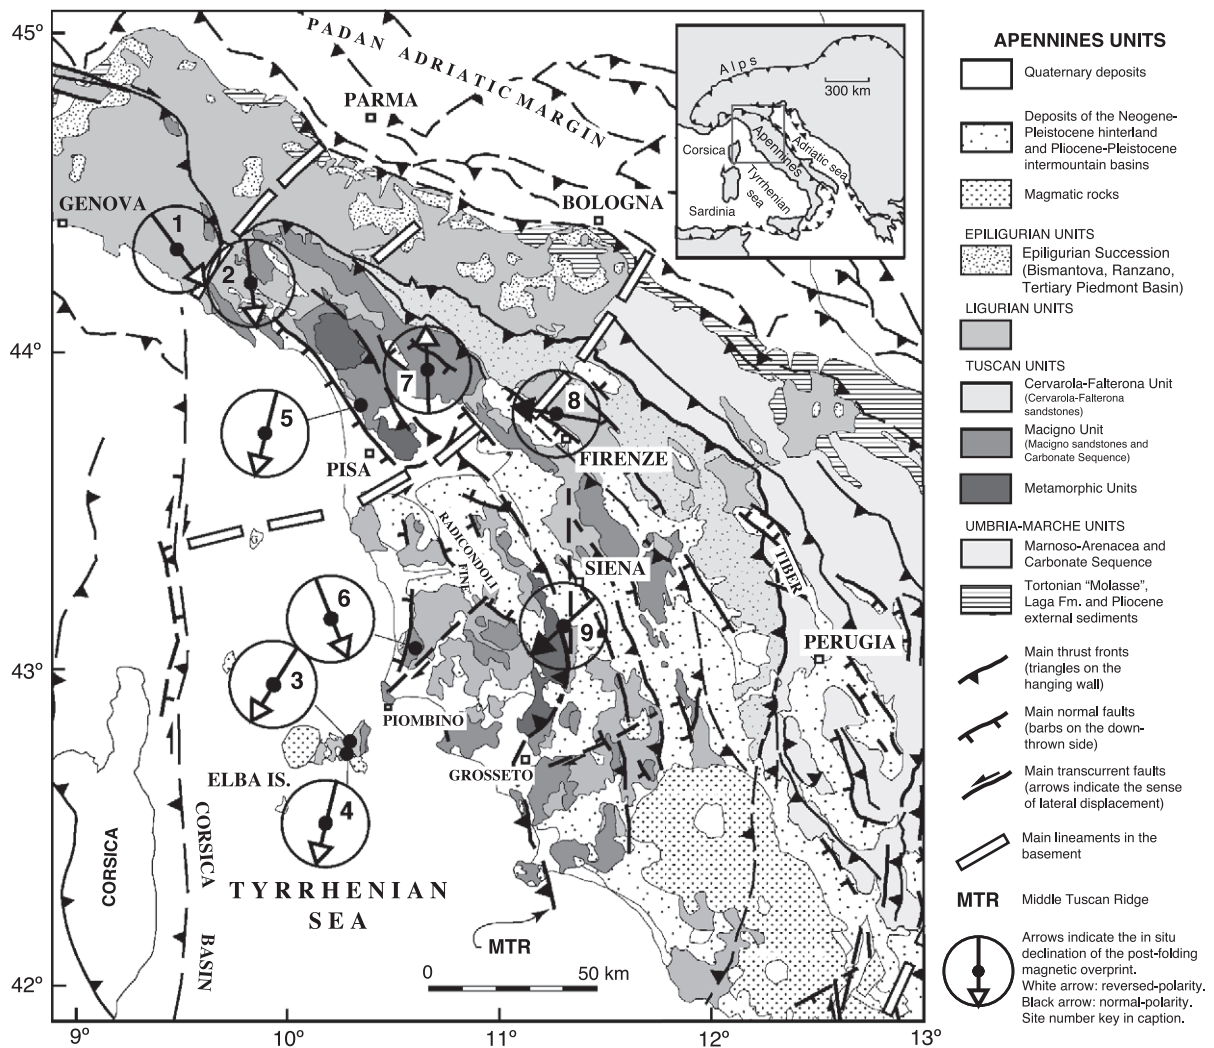 45°
44°
43°
42°
9°
10°
11°
12°
13°
PADAN ADRIATIC MARGIN
PARMA
GENOVA
BOLOGNA
1
2
7
8
5
PISA
FIRENZE
RADICONDOLI
FINE
SIENA
TIBER
6
9
3
PERUGIA
PIOMBINO
GROSSETO
ELBA IS.
4
CORSICA
CORSICA BASIN
TYRRHENIAN
SEA
MTR
0 50 km
Alps
300 km
Corsica
Apennines
Adriatic sea
Tyrrhenian
sea
Sardinia
APENNINES UNITS
Quaternary deposits
Deposits of the Neogene-
Pleistocene hinterland
and Pliocene-Pleistocene
intermountain basins
Magmatic rocks
EPILIGURIAN UNITS
Epiligurian Succession
(Bismantova, Ranzano,
Tertiary Piedmont Basin)
LIGURIAN UNITS
TUSCAN UNITS
Cervarola-Falterona Unit
(Cervarola-Falterona
sandstones)
Macigno Unit
(Macigno sandstones and
Carbonate Sequence)
Metamorphic Units
UMBRIA-MARCHE UNITS
Marnoso-Arenacea and
Carbonate Sequence
Tortonian “Molasse”,
Laga Fm. and Pliocene
external sediments
Main thrust fronts
(triangles on the
hanging wall)
Main normal faults
(barbs on the down-
thrown side)
Main transcurrent faults
(arrows indicate the sense
of lateral displacement)
Main lineaments in the
basement
MTR Middle Tuscan Ridge
Arrows indicate the in situ
declination of the post-folding
magnetic overprint.
White arrow: reversed-polarity.
Black arrow: normal-polarity.
Site number key in caption.